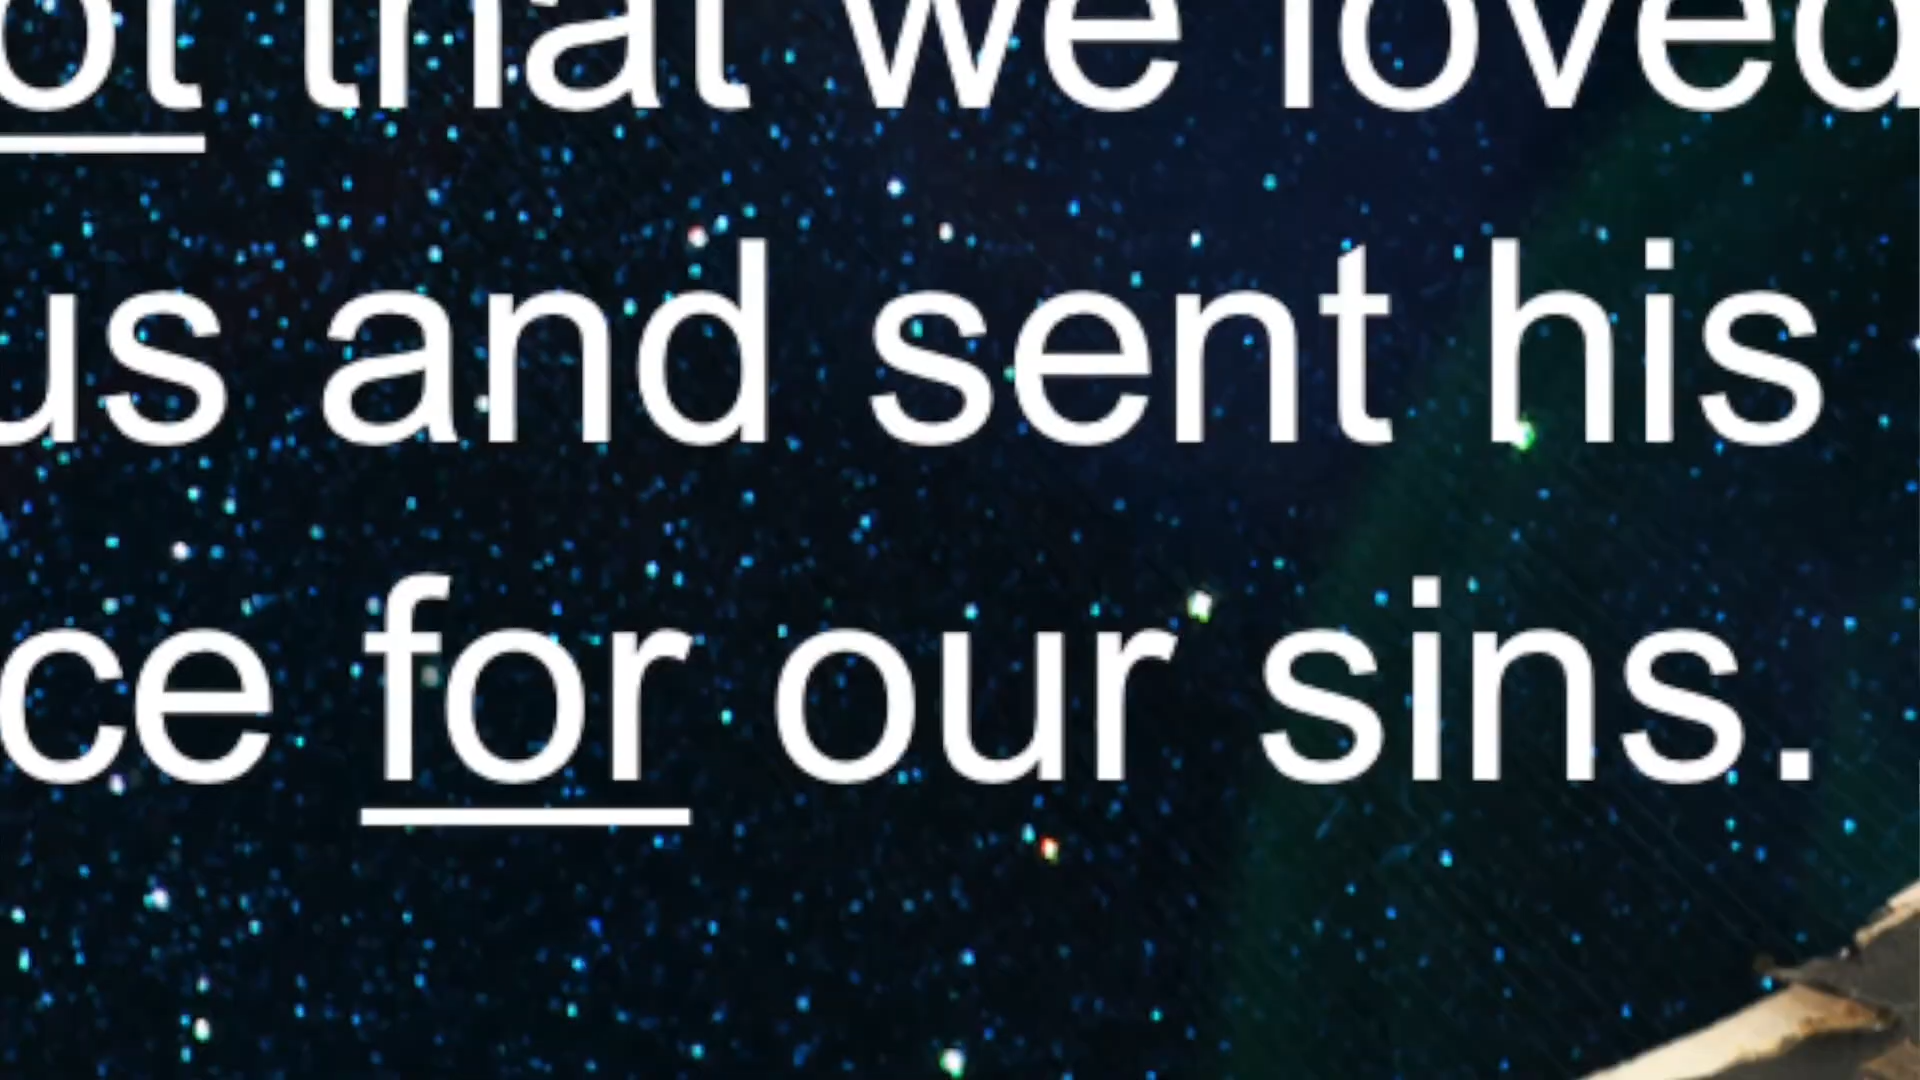 ot that we loved
us and sent his
ce for our sins.